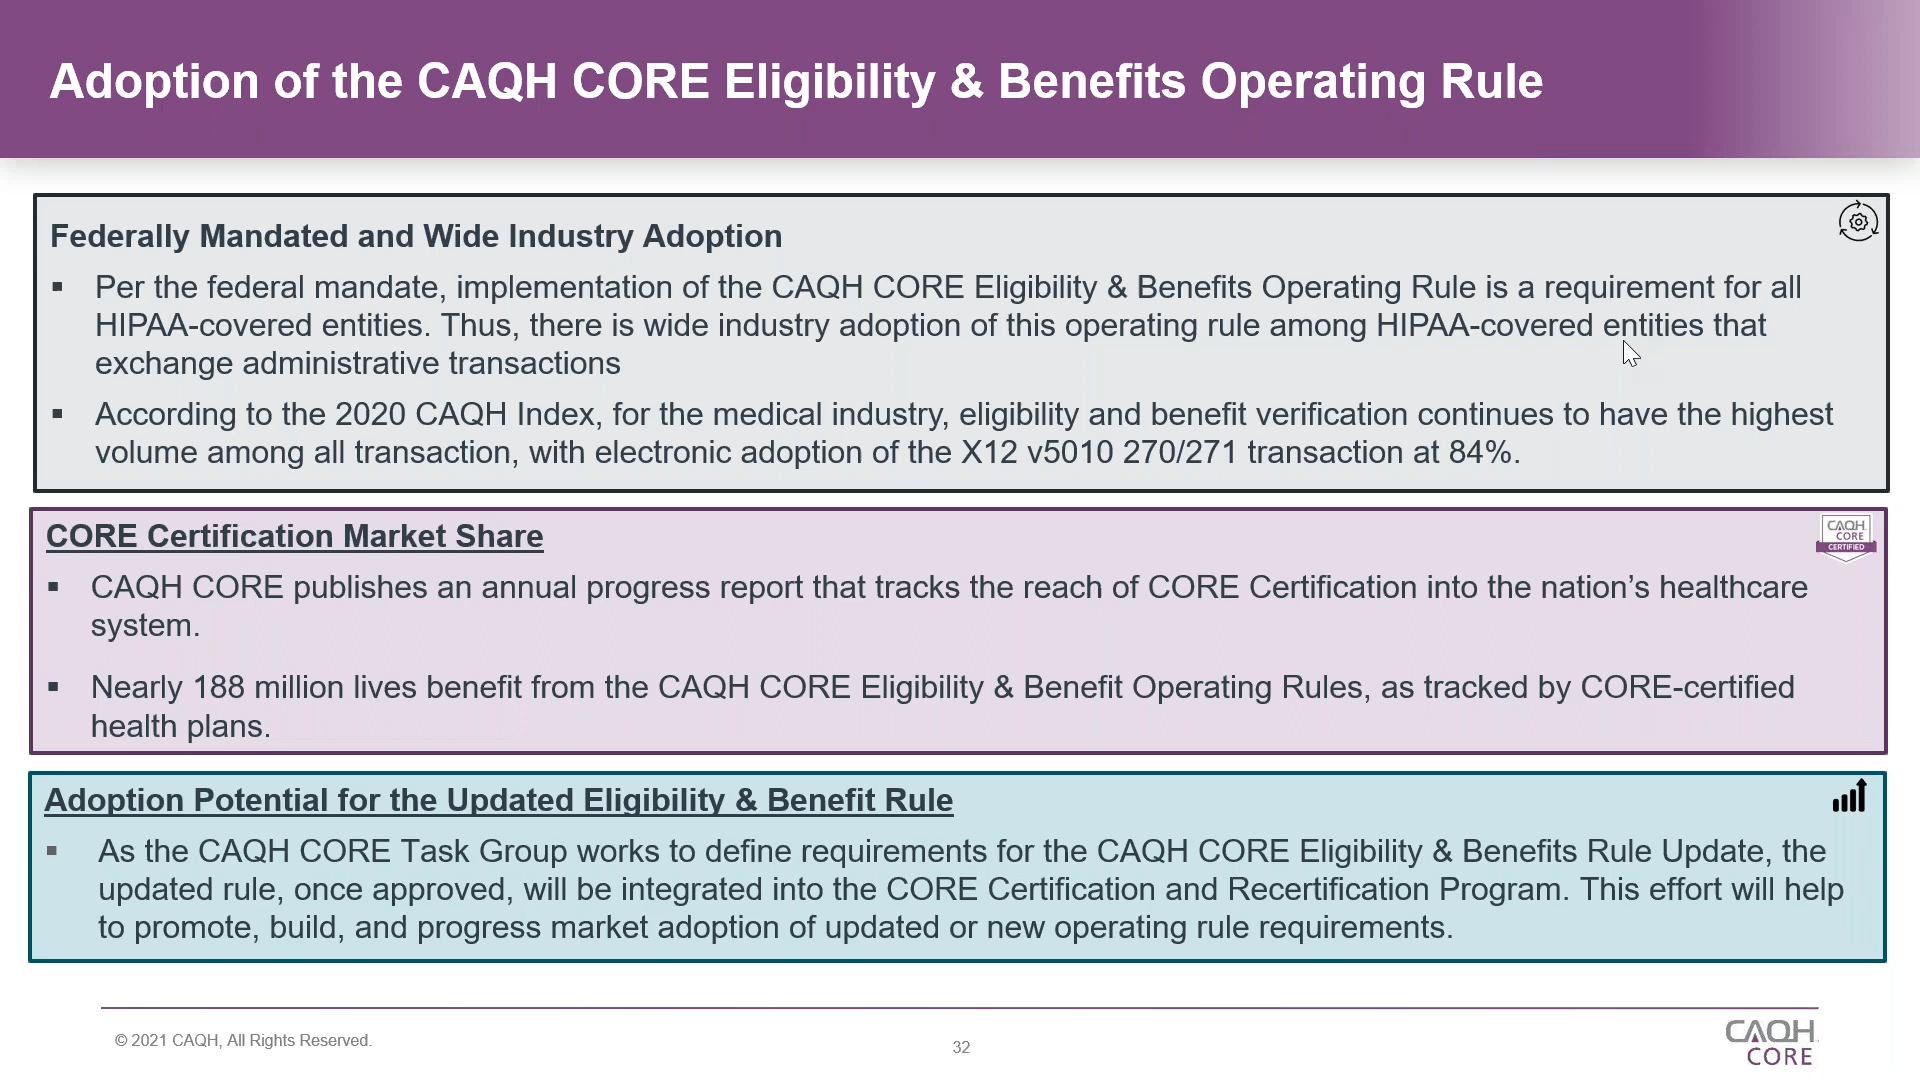 Adoption of the CAQH CORE Eligibility & Benefits Operating Rule
Federally Mandated and Wide Industry Adoption
▪ Per the federal mandate, implementation of the CAQH CORE Eligibility & Benefits Operating Rule is a requirement for all
HIPAA-covered entities. Thus, there is wide industry adoption of this operating rule among HIPAA-covered entities that
exchange administrative transactions
▪ According to the 2020 CAQH Index, for the medical industry, eligibility and benefit verification continues to have the highest
volume among all transaction, with electronic adoption of the X12 v5010 270/271 transaction at 84%.
CORE Certification Market Share
CAQH
CORE
CERTIFIED
▪ CAQH CORE publishes an annual progress report that tracks the reach of CORE Certification into the nation’s healthcare
system.
▪ Nearly 188 million lives benefit from the CAQH CORE Eligibility & Benefit Operating Rules, as tracked by CORE-certified
health plans.
Adoption Potential for the Updated Eligibility & Benefit Rule
▪ As the CAQH CORE Task Group works to define requirements for the CAQH CORE Eligibility & Benefits Rule Update, the
updated rule, once approved, will be integrated into the CORE Certification and Recertification Program. This effort will help
to promote, build, and progress market adoption of updated or new operating rule requirements.
© 2021 CAQH, All Rights Reserved.
32
CAQH
CORE